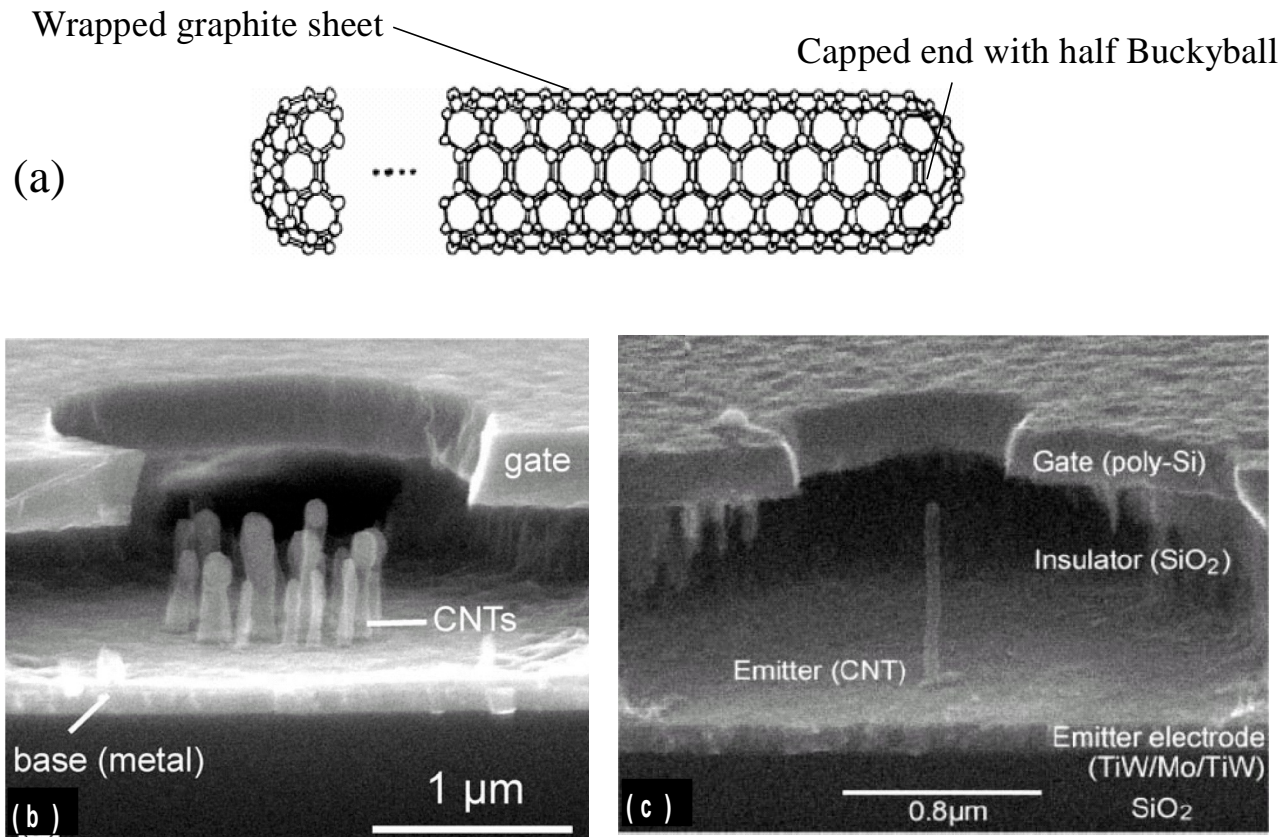 Wrapped graphite sheet
Capped end with half Buckyball
(a)
gate
CNTs
base (metal)
1 µm
(b)
Gate (poly-Si)
Insulator (SiO₂)
Emitter (CNT)
Emitter electrode
(TiW/Mo/TiW)
0.8µm
SiO₂
(c)